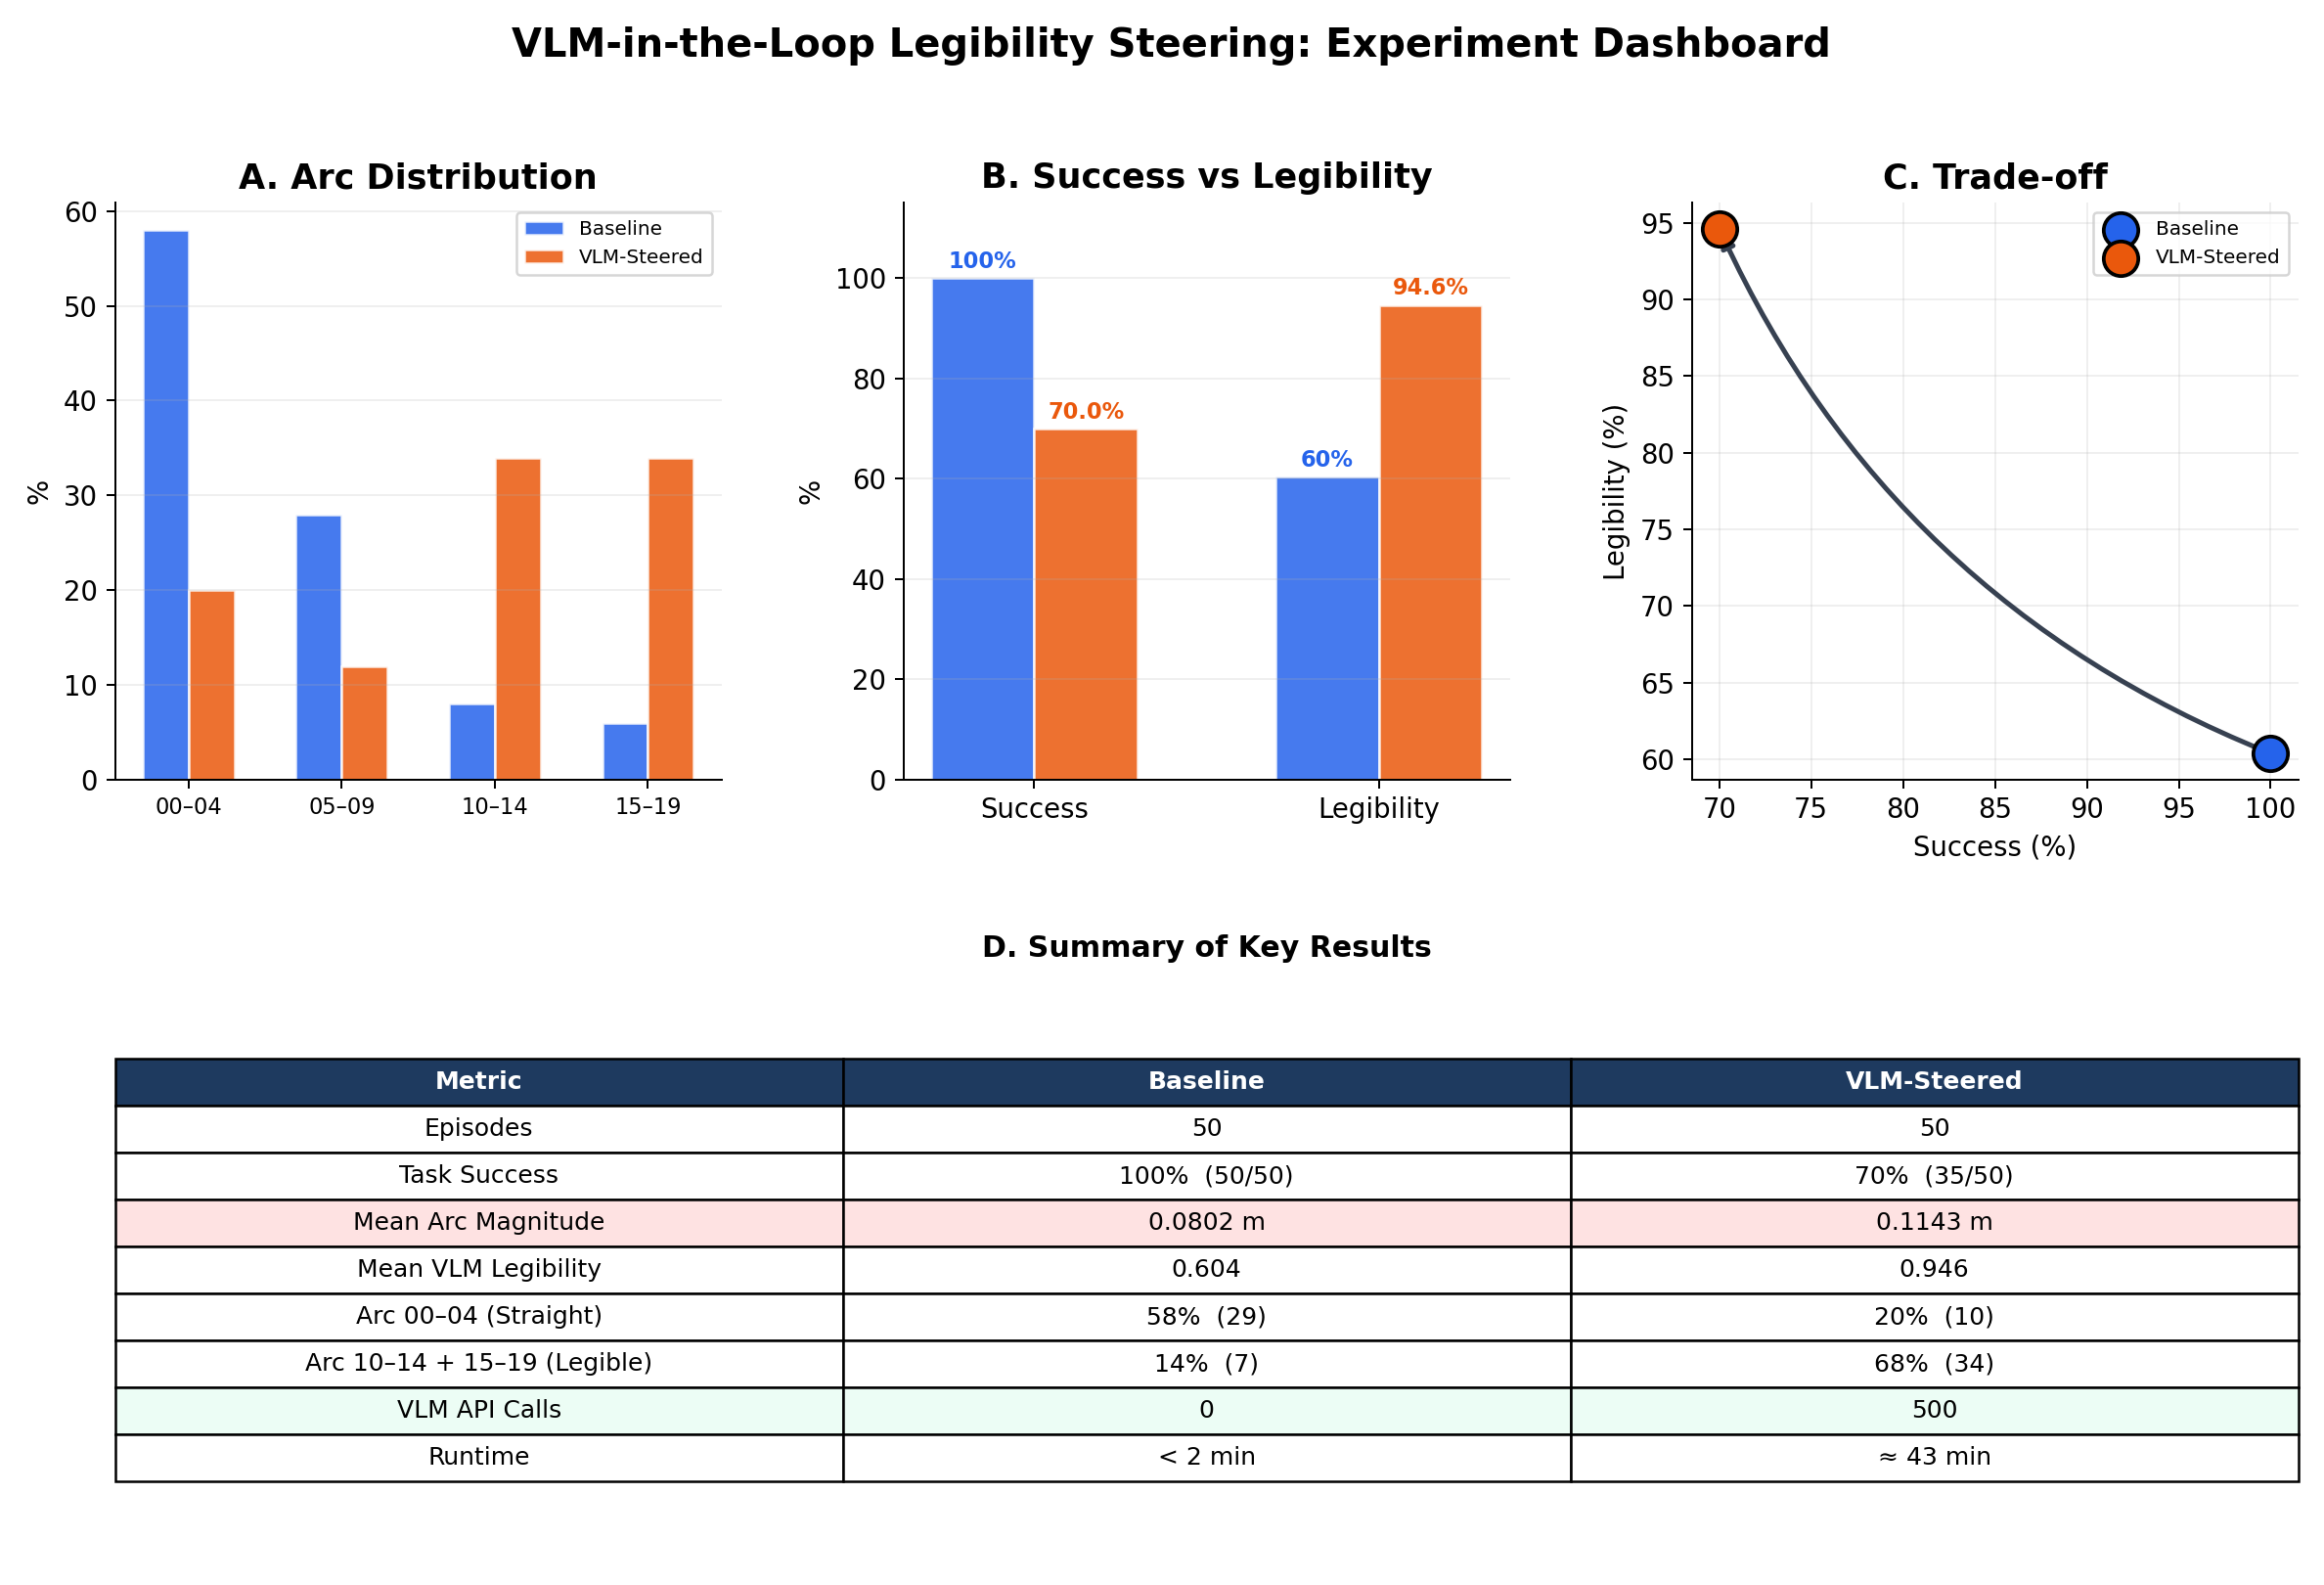 VLM-in-the-Loop Legibility Steering: Experiment Dashboard
A. Arc Distribution
60
50
40
30
20
10
0
%
00–04
05–09
10–14
15–19
Baseline
VLM-Steered
B. Success vs Legibility
100
80
60
40
20
0
%
100%
70.0%
60%
94.6%
Success
Legibility
C. Trade-off
95
90
85
80
75
70
65
60
Legibility (%)
70
75
80
85
90
95
100
Success (%)
Baseline
VLM-Steered
D. Summary of Key Results
Metric Baseline VLM-Steered
Episodes 50 50
Task Success 100% (50/50) 70% (35/50)
Mean Arc Magnitude 0.0802 m 0.1143 m
Mean VLM Legibility 0.604 0.946
Arc 00–04 (Straight) 58% (29) 20% (10)
Arc 10–14 + 15–19 (Legible) 14% (7) 68% (34)
VLM API Calls 0 500
Runtime < 2 min ≈ 43 min